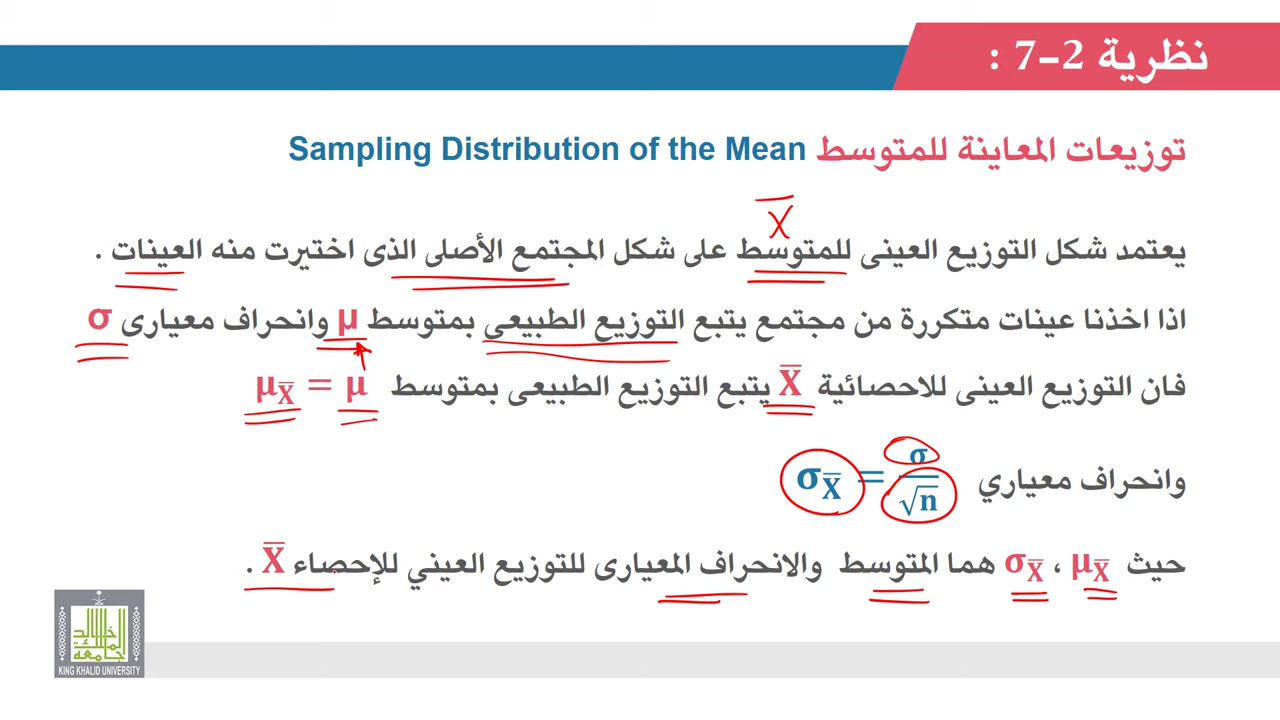 نظرية 2-7 :
توزيعات المعاينة للمتوسط Sampling Distribution of the Mean
X̅
يعتمد شكل التوزيع العينى للمتوسط على شكل المجتمع الأصلى الذى اختيرت منه العينات .
اذا اخذنا عينات متكررة من مجتمع يتبع التوزيع الطبيعى بمتوسط μ وانحراف معيارى σ
فان التوزيع العينى للاحصائية X̅ يتبع التوزيع الطبيعى بمتوسط μX̅ = μ
وانحراف معياري σX̅ = σ/√n
حيث μX̅ ، σX̅ هما المتوسط والانحراف المعيارى للتوزيع العيني للإحصاء X̅ .
جامعة الملك خالد
KING KHALID UNIVERSITY